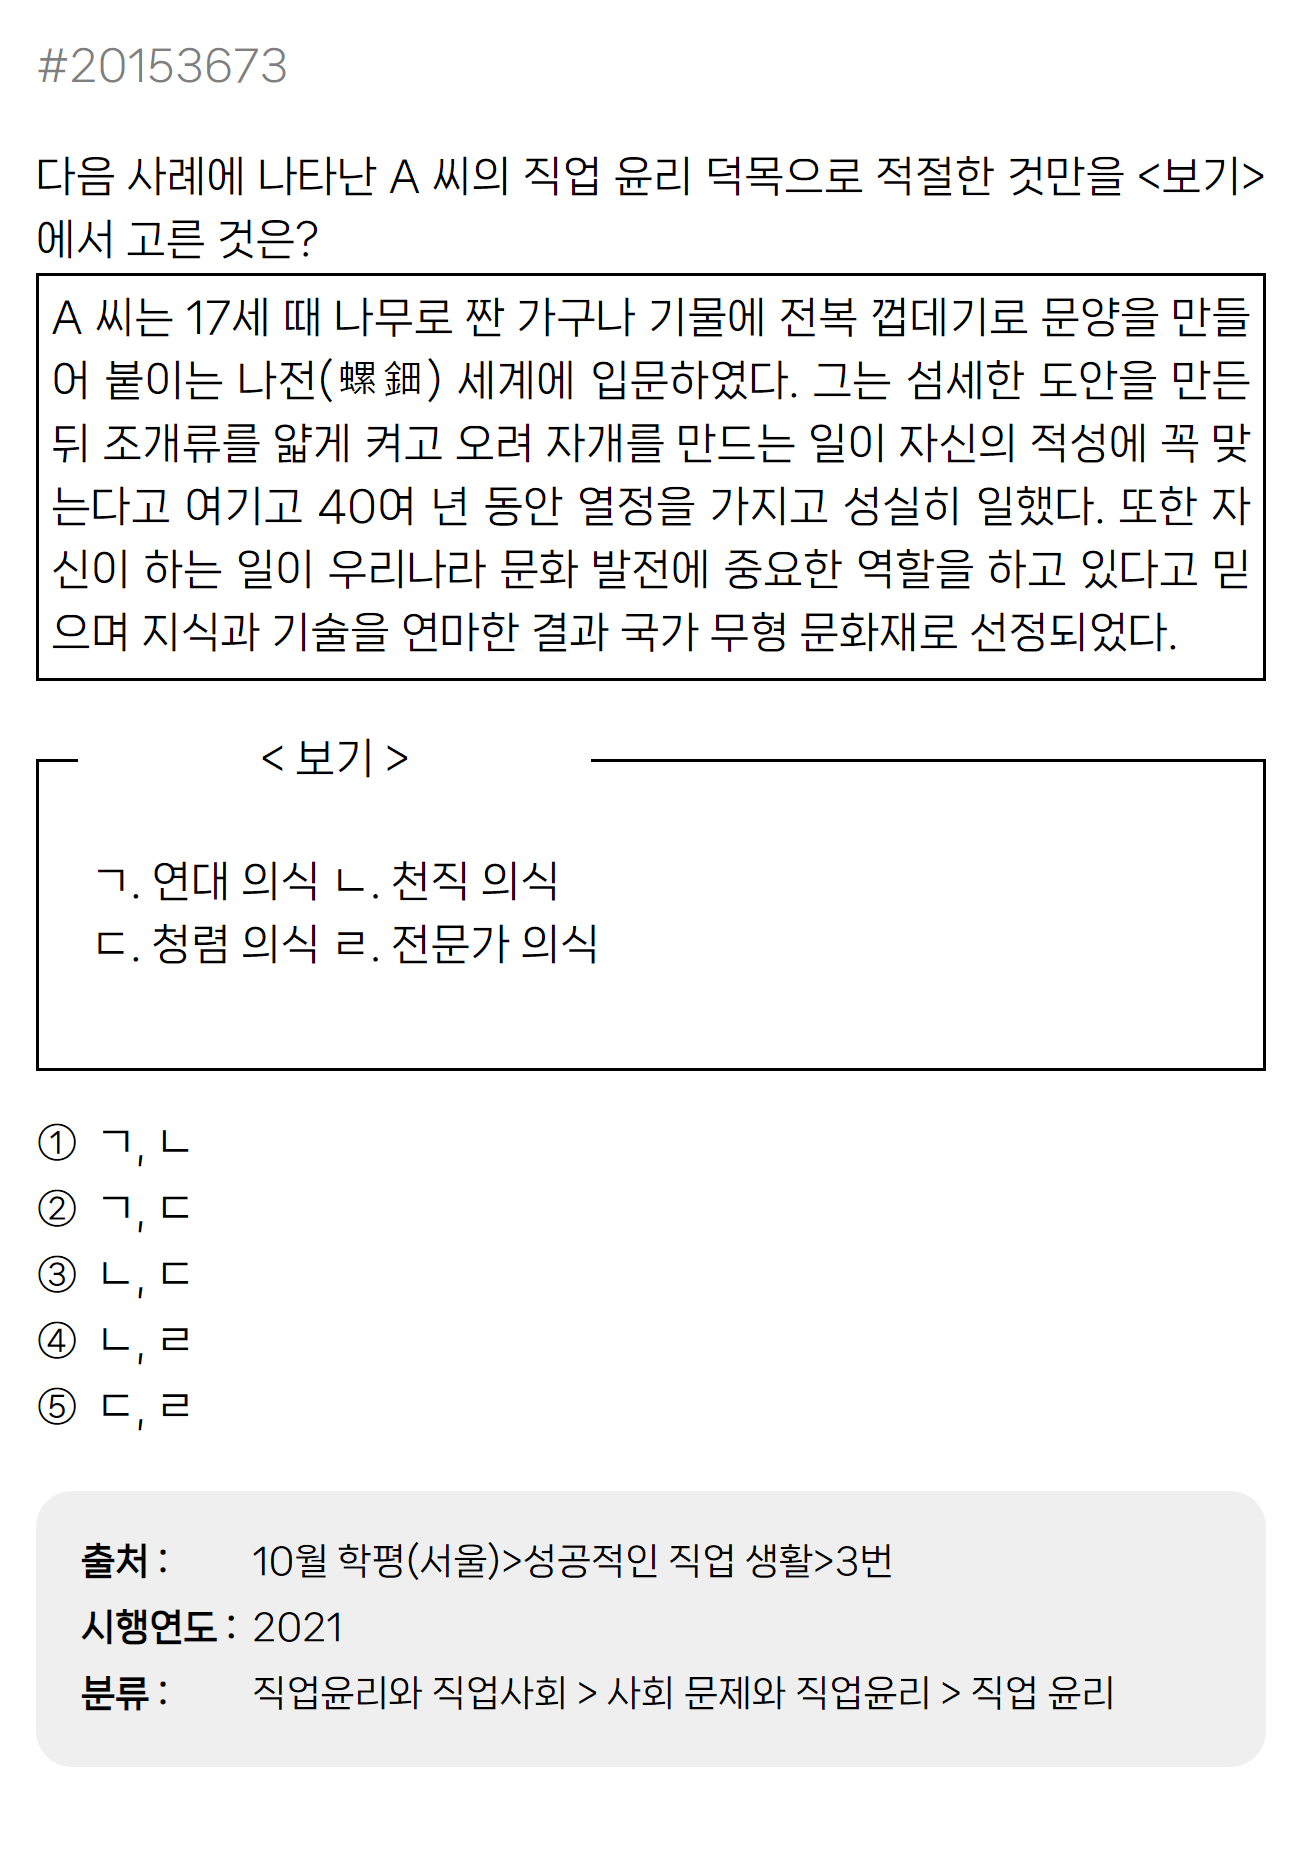 #20153673
다음 사례에 나타난 A 씨의 직업 윤리 덕목으로 적절한 것만을 <보기>
에서 고른 것은?
A 씨는 17세 때 나무로 짠 가구나 기물에 전복 껍데기로 문양을 만들
어 붙이는 나전(螺鈿) 세계에 입문하였다. 그는 섬세한 도안을 만든
뒤 조개류를 얇게 켜고 오려 자개를 만드는 일이 자신의 적성에 꼭 맞
는다고 여기고 40여 년 동안 열정을 가지고 성실히 일했다. 또한 자
신이 하는 일이 우리나라 문화 발전에 중요한 역할을 하고 있다고 믿
으며 지식과 기술을 연마한 결과 국가 무형 문화재로 선정되었다.
< 보기 >
ㄱ. 연대 의식 ㄴ. 천직 의식
ㄷ. 청렴 의식 ㄹ. 전문가 의식
① ㄱ, ㄴ
② ㄱ, ㄷ
③ ㄴ, ㄷ
④ ㄴ, ㄹ
⑤ ㄷ, ㄹ
출처 : 10월 학평(서울)>성공적인 직업 생활>3번
시행연도 : 2021
분류 : 직업윤리와 직업사회 > 사회 문제와 직업윤리 > 직업 윤리